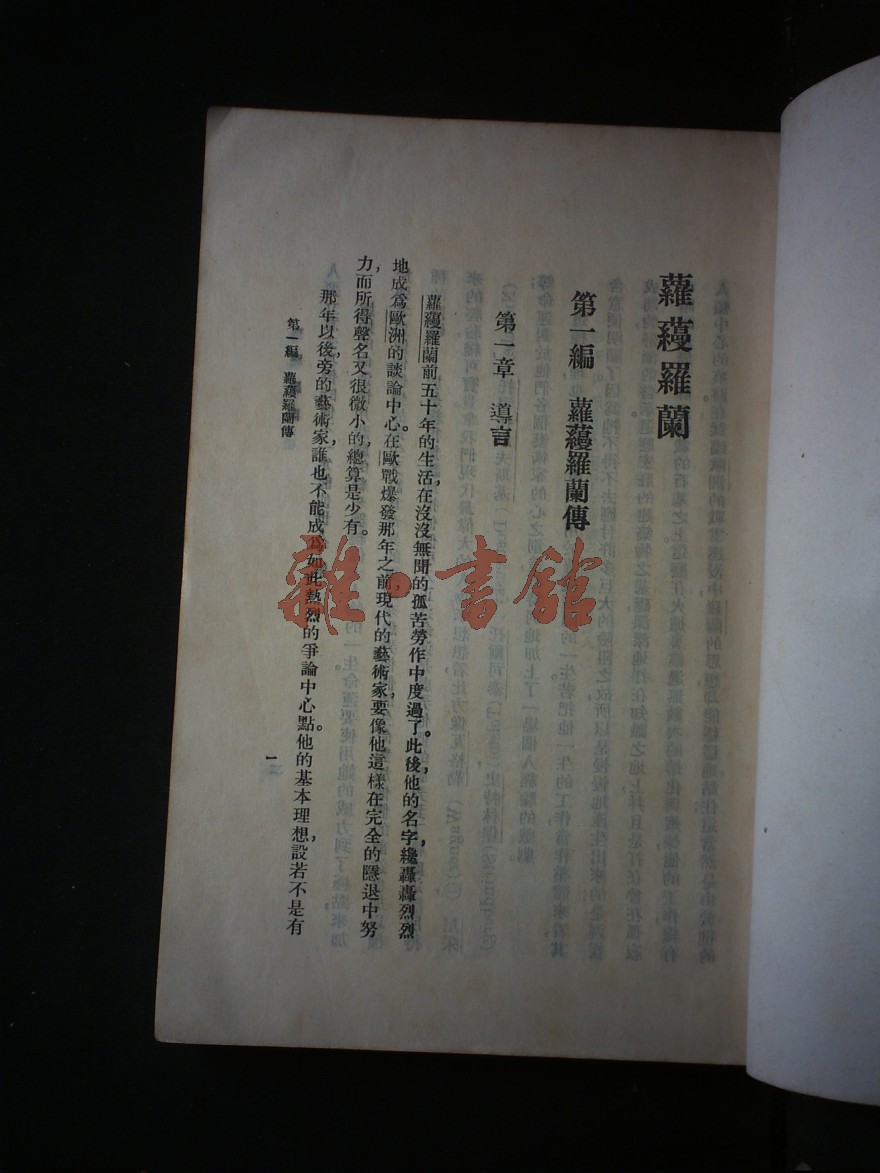 蘿蔓羅蘭
第一編　蘿蔓羅蘭傳
第一章　導言
蘿蔓羅蘭前五十年的生活，在沒沒無聞的孤苦勞作中度過了。此後，他的名字纔轟轟烈烈
地成爲歐洲的談論中心。在歐戰爆發那年之前，現代的藝術家要像他這樣在完全的隱退中努
力，而所得聲名又很微小的，總算是少有。
那年以後，旁的藝術家誰也不能成爲如此熱烈的爭論中心點。他的基本理想，設若不是有
第一編　蘿蔓羅蘭傳
一
雜·書館